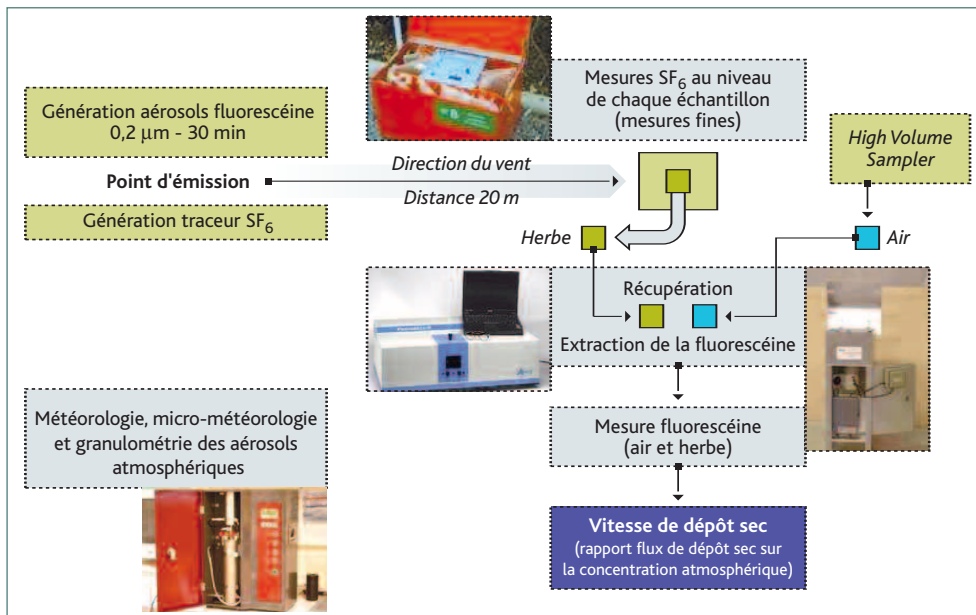 Génération aérosols fluorescéine
0,2 μm - 30 min
Point d'émission
Génération traceur SF6
Direction du vent
Distance 20 m
Mesures SF6 au niveau
de chaque échantillon
(mesures fines)
High Volume
Sampler
Herbe
Air
Récupération
Extraction de la fluorescéine
Mesure fluorescéine
(air et herbe)
Vitesse de dépôt sec
(rapport flux de dépôt sec sur
la concentration atmosphérique)
Météorologie, micro-météorologie
et granulométrie des aérosols
atmosphériques